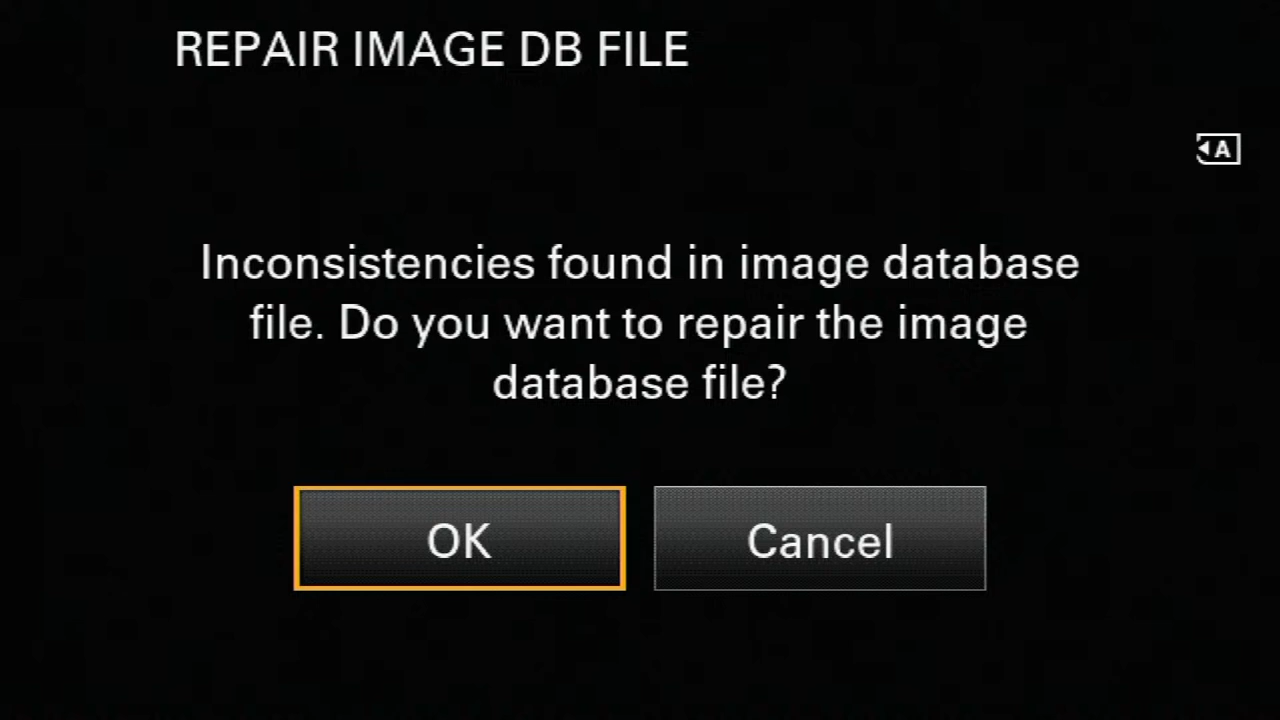 REPAIR IMAGE DB FILE
A
Inconsistencies found in image database
file. Do you want to repair the image
database file?
OK
Cancel